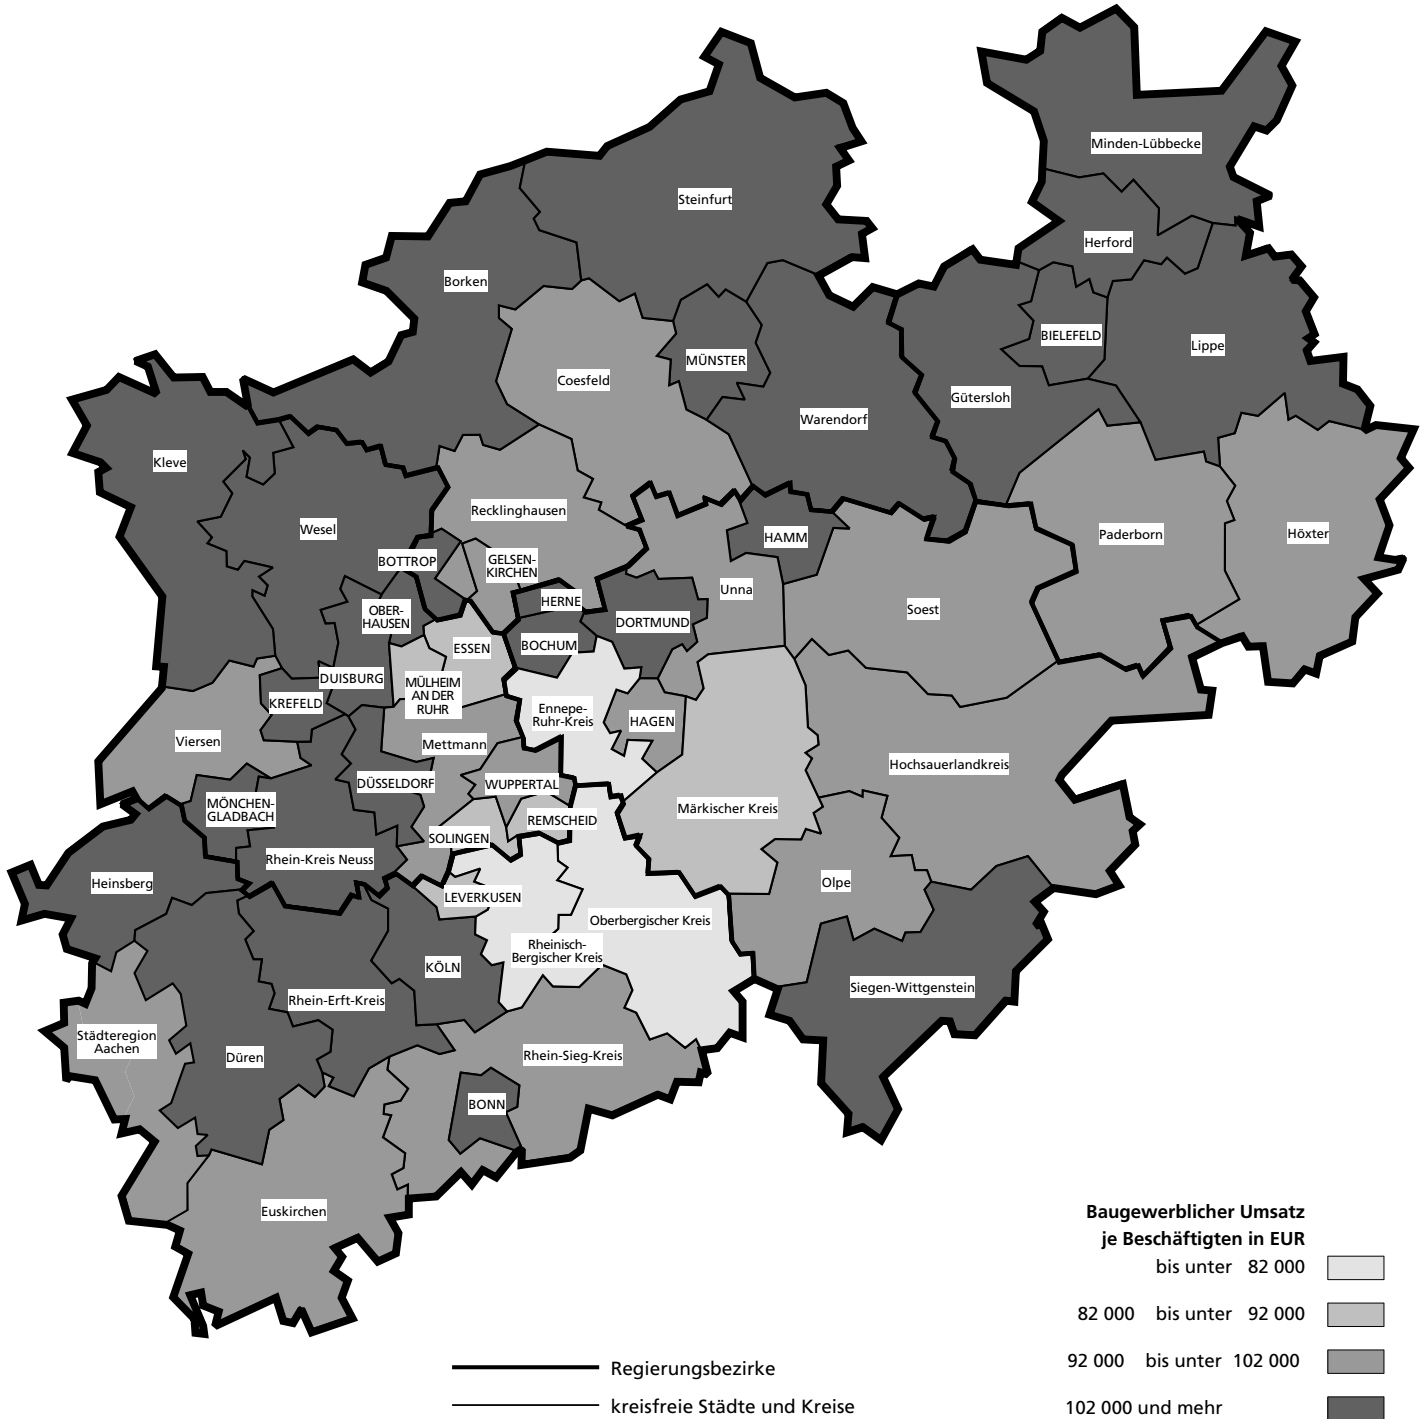 Minden-Lübbecke
Steinfurt
Herford
Borken
BIELEFELD
Lippe
MÜNSTER
Coesfeld
Gütersloh
Warendorf
Kleve
Recklinghausen
Wesel
HAMM
Paderborn
Höxter
BOTTROP
GELSEN-
KIRCHEN
Unna
HERNE
Soest
OBER-
HAUSEN
DORTMUND
BOCHUM
ESSEN
DUISBURG
MÜLHEIM
AN DER
RUHR
KREFELD
Ennepe-
Ruhr-Kreis
HAGEN
Viersen
Mettmann
Hochsauerlandkreis
DÜSSELDORF
WUPPERTAL
MÖNCHEN-
GLADBACH
Märkischer Kreis
REMSCHEID
SOLINGEN
Rhein-Kreis Neuss
Heinsberg
Olpe
LEVERKUSEN
Oberbergischer Kreis
Rheinisch-
Bergischer Kreis
KÖLN
Siegen-Wittgenstein
Rhein-Erft-Kreis
Städteregion
Aachen
Düren
Rhein-Sieg-Kreis
BONN
Euskirchen
Baugewerblicher Umsatz
je Beschäftigten in EUR
bis unter 82 000
82 000 bis unter 92 000
92 000 bis unter 102 000
102 000 und mehr
Regierungsbezirke
kreisfreie Städte und Kreise